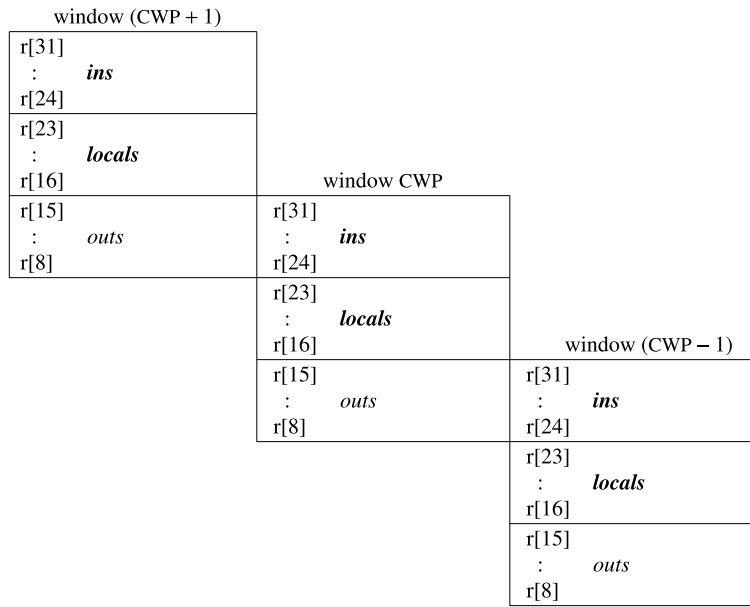 window (CWP + 1)
r[31]
: ins
r[24]
r[23]
: locals
r[16]
r[15]
: outs
r[8]
window CWP
r[31]
: ins
r[24]
r[23]
: locals
r[16]
r[15]
: outs
r[8]
window (CWP – 1)
r[31]
: ins
r[24]
r[23]
: locals
r[16]
r[15]
: outs
r[8]